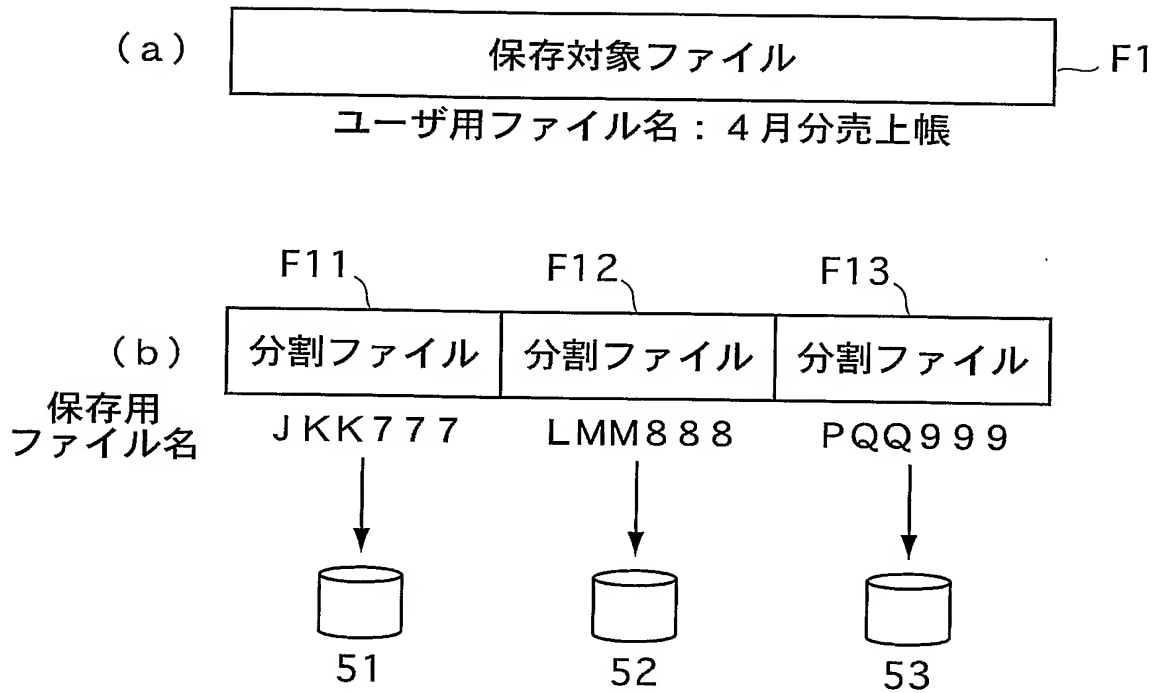 (a)
保存対象ファイル
F1
ユーザ用ファイル名:4月分売上帳
F11
F12
F13
(b)
分割ファイル
分割ファイル
分割ファイル
保存用
ファイル名
JKK777
LMM888
PQQ999
51
52
53